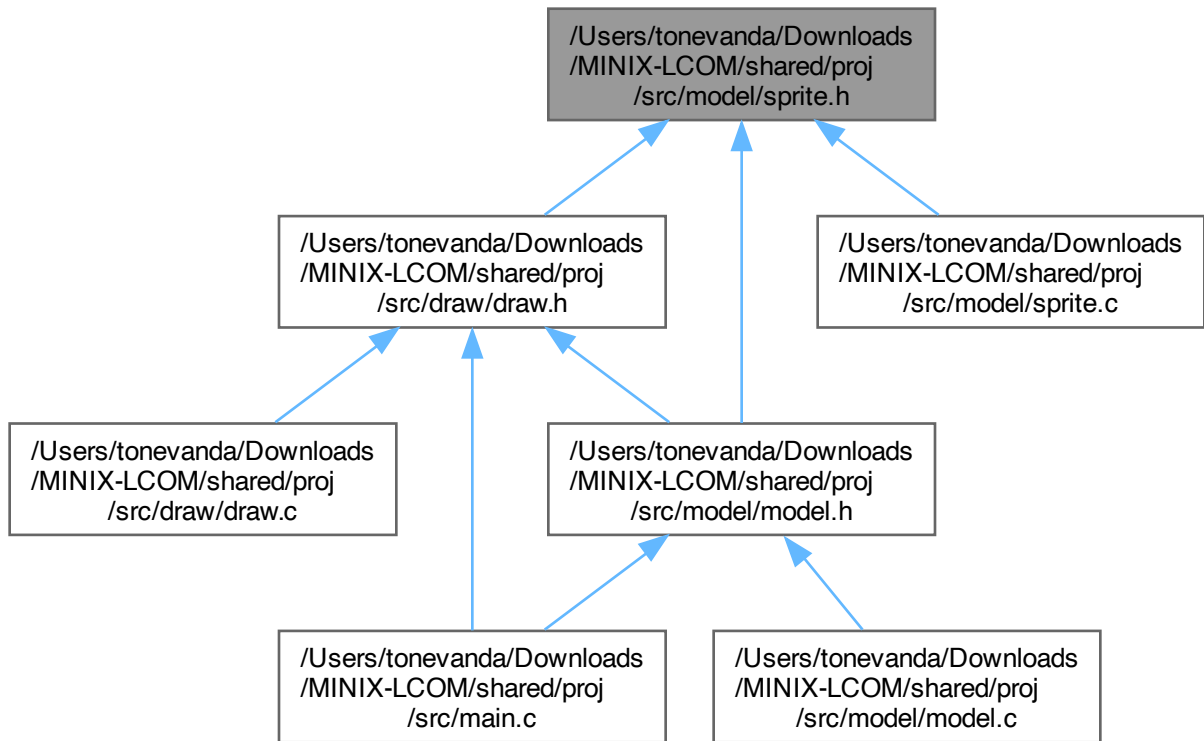 /Users/tonevanda/Downloads
/MINIX-LCOM/shared/proj
/src/model/sprite.h
/Users/tonevanda/Downloads
/MINIX-LCOM/shared/proj
/src/draw/draw.h
/Users/tonevanda/Downloads
/MINIX-LCOM/shared/proj
/src/model/sprite.c
/Users/tonevanda/Downloads
/MINIX-LCOM/shared/proj
/src/draw/draw.c
/Users/tonevanda/Downloads
/MINIX-LCOM/shared/proj
/src/model/model.h
/Users/tonevanda/Downloads
/MINIX-LCOM/shared/proj
/src/main.c
/Users/tonevanda/Downloads
/MINIX-LCOM/shared/proj
/src/model/model.c